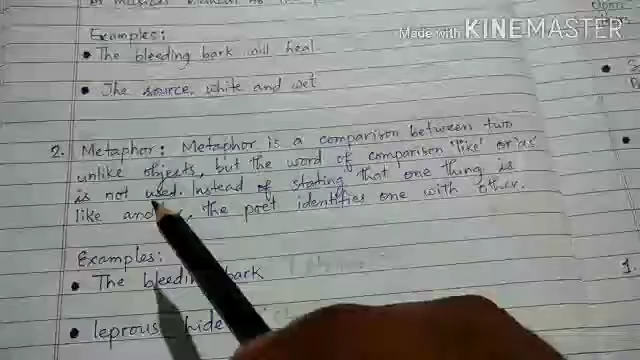 Made with KINEMASTER
Examples:
The bleeding bark will heal
The source, white and wet
2. Metaphor: Metaphor is a comparison between two
unlike objects, but the word of comparison 'like' or 'as'
is not used. Instead of stating that one thing is
like and, the poet identifies one with other.
Examples:
The bleeding bark
leprous hide
1.